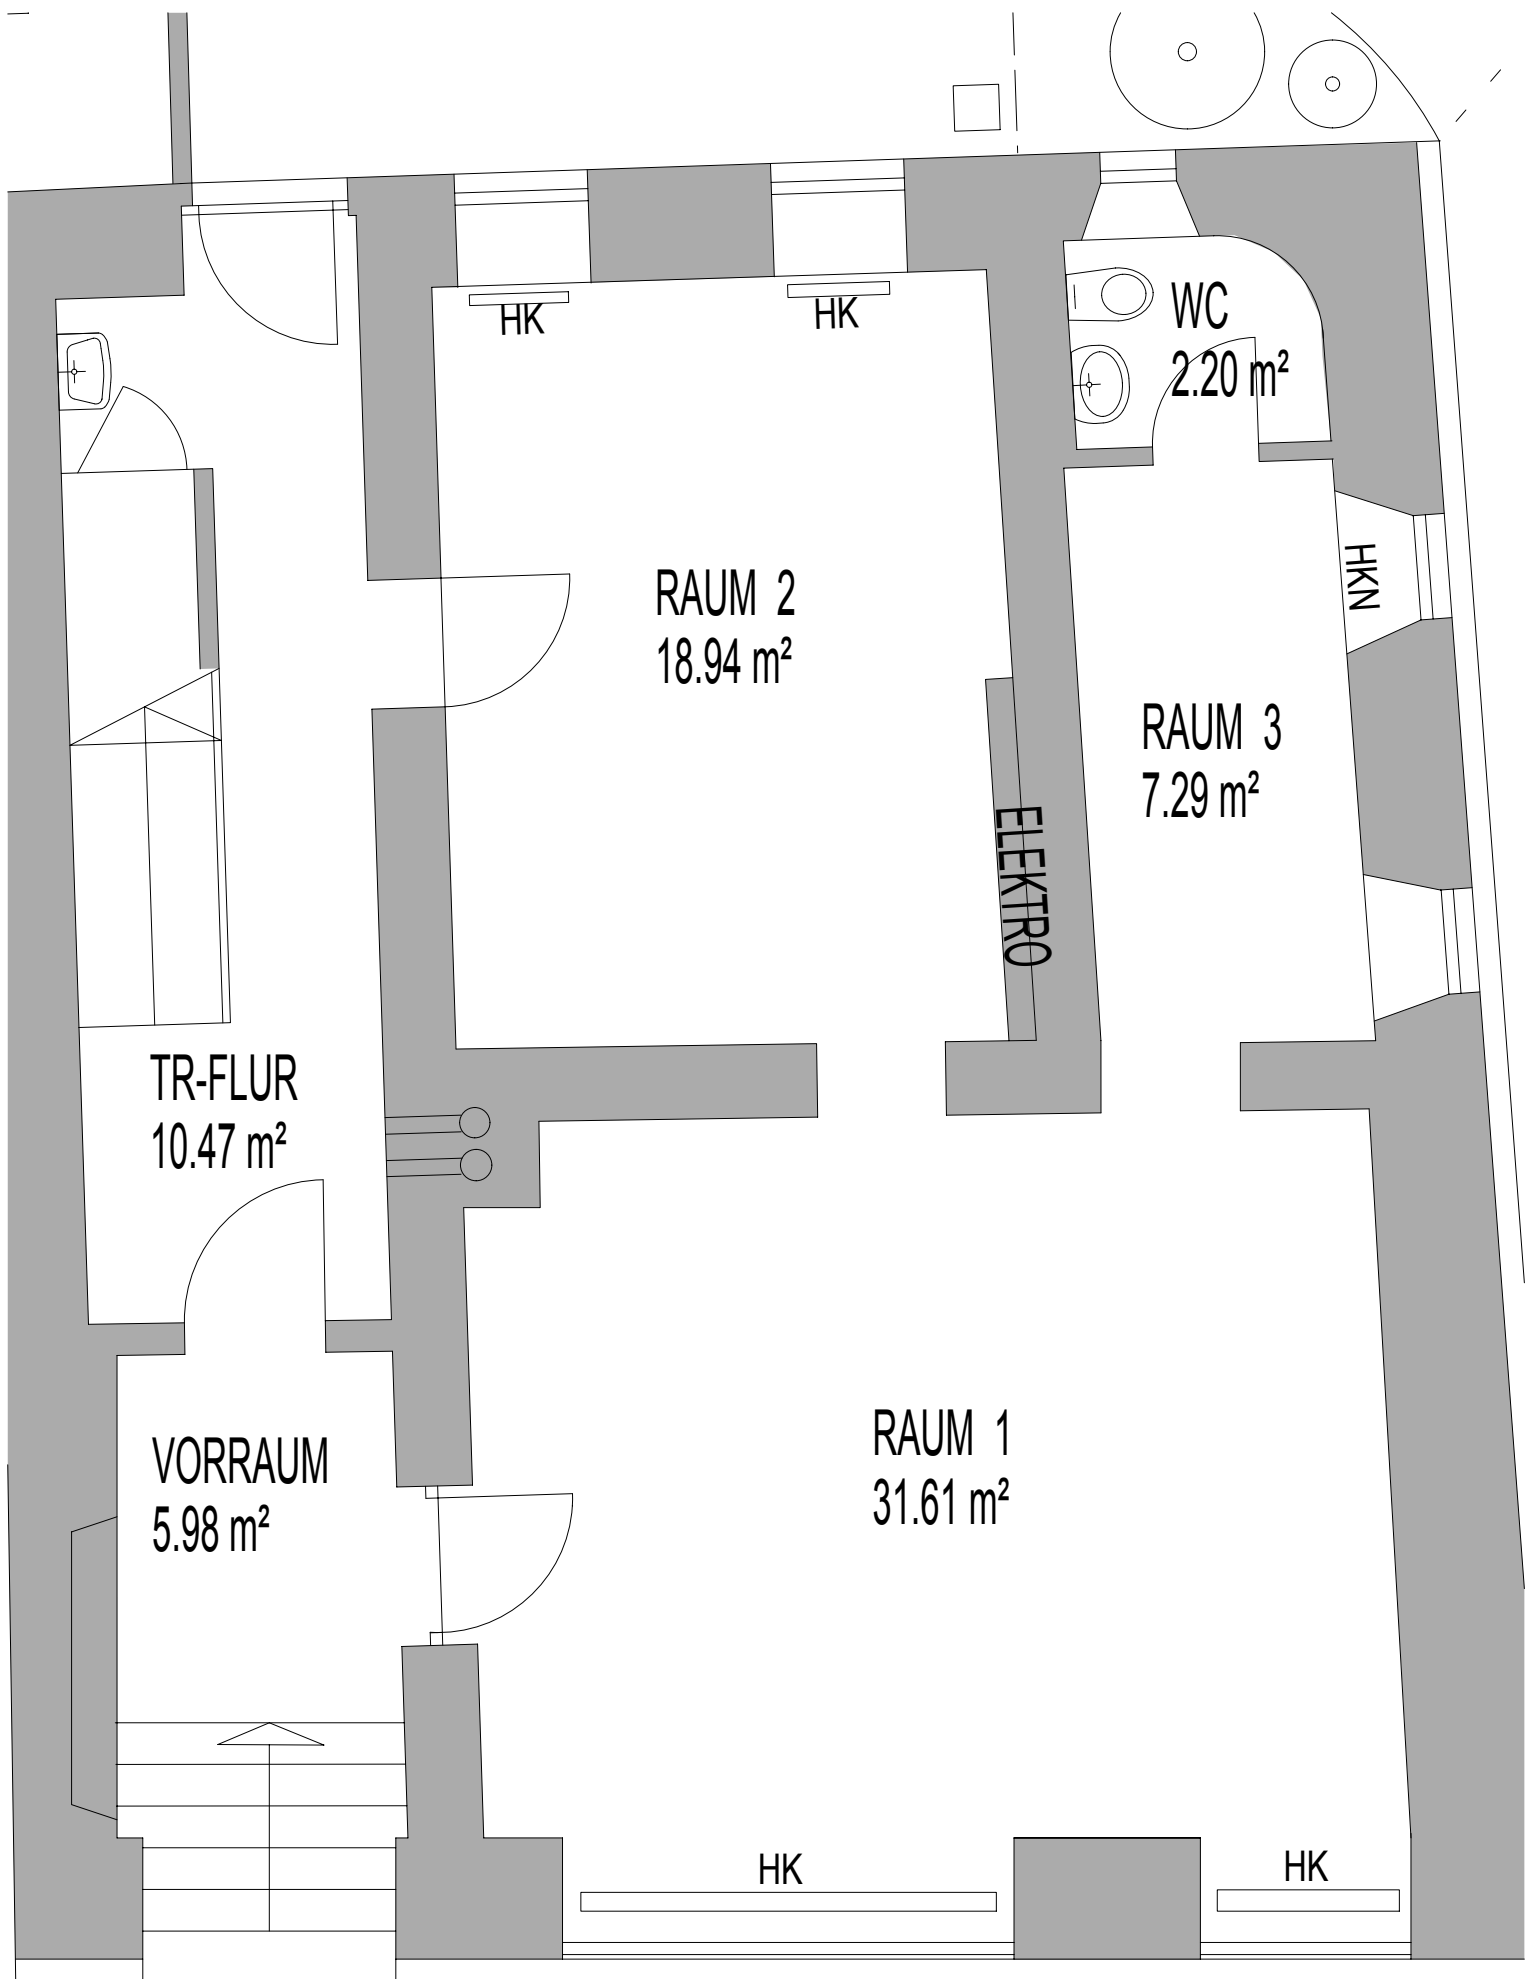 HK
HK
WC
2.20 m²
HKN
RAUM 2
18.94 m²
RAUM 3
7.29 m²
ELEKTRO
TR-FLUR
10.47 m²
RAUM 1
31.61 m²
VORRAUM
5.98 m²
HK
HK